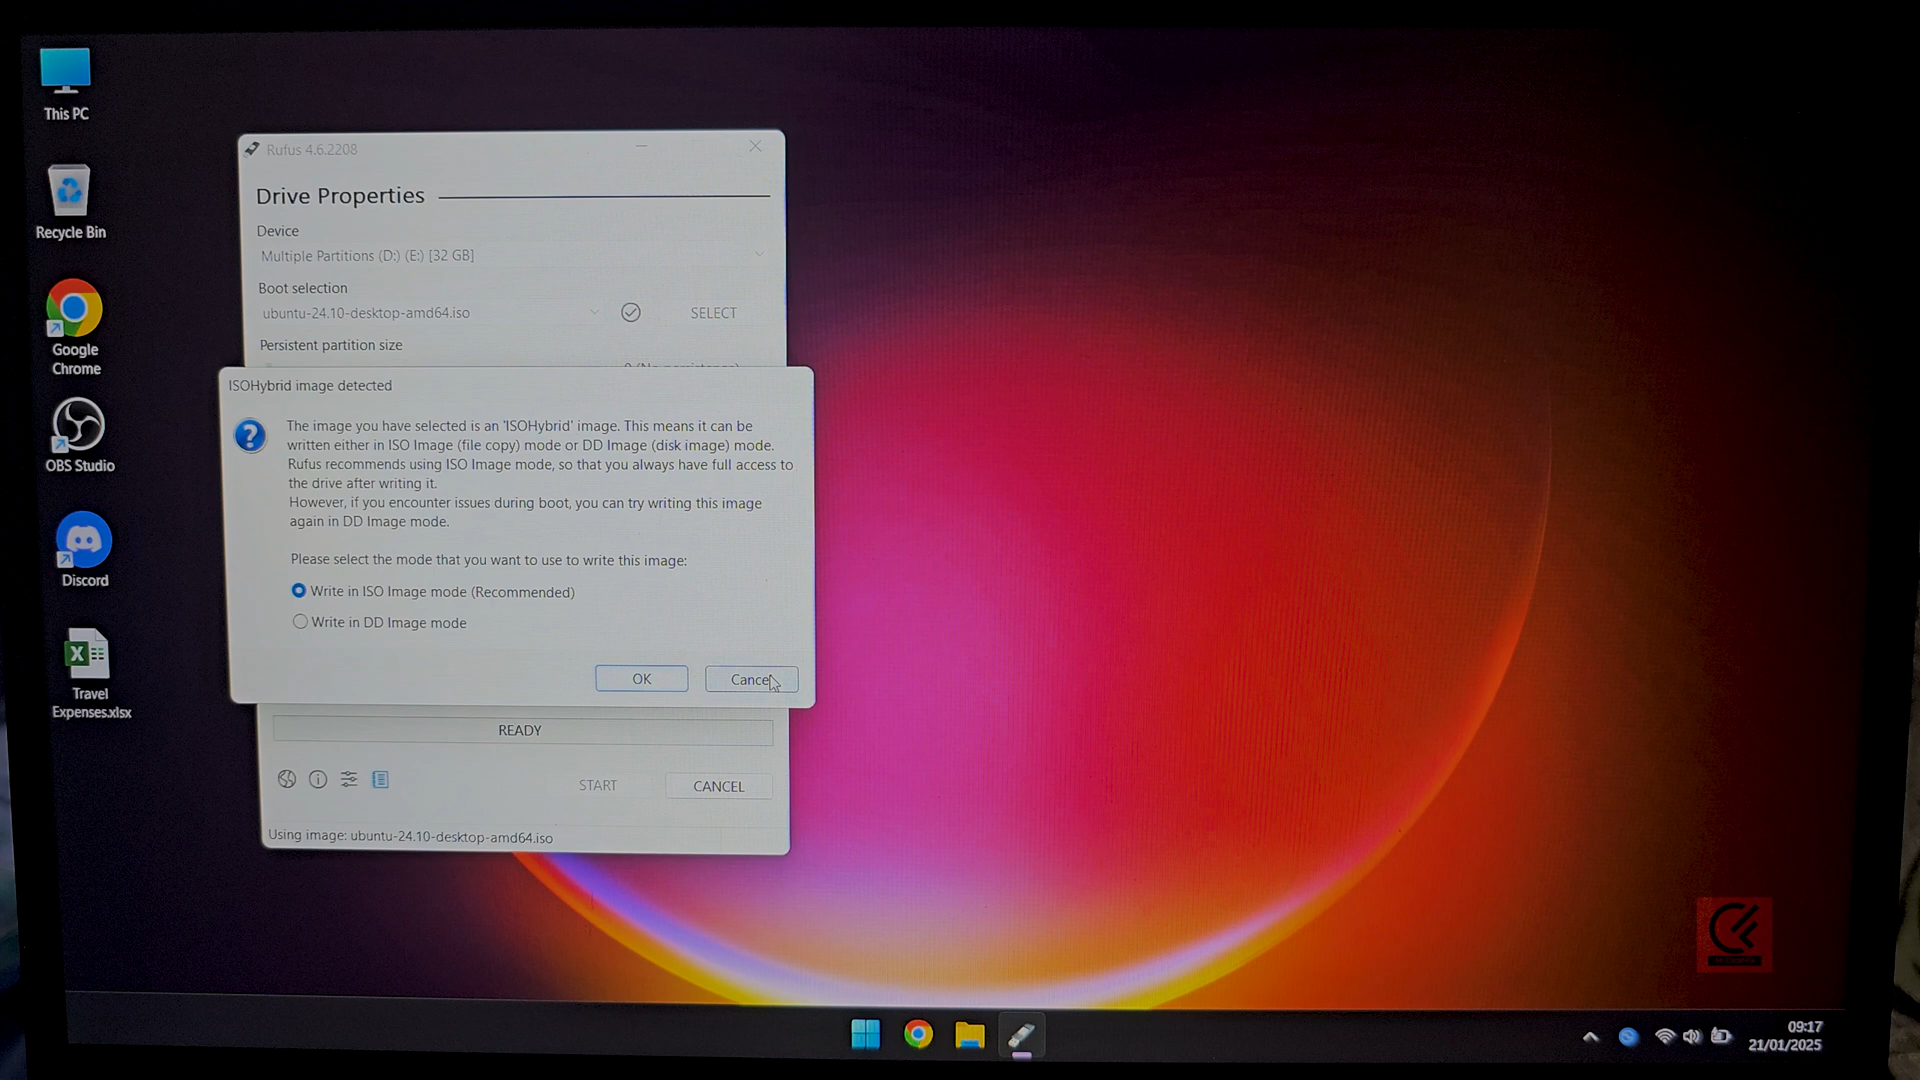 This PC
Recycle Bin
Google
Chrome
OBS Studio
Discord
Travel
Expenses.xlsx
Rufus 4.6.2208
Drive Properties
Device
Multiple Partitions (D:) (E:) [32 GB]
Boot selection
ubuntu-24.10-desktop-amd64.iso
SELECT
Persistent partition size
0 (No persistence)
ISOHybrid image detected
The image you have selected is an 'ISOHybrid' image. This means it can be
written either in ISO Image (file copy) mode or DD Image (disk image) mode.
Rufus recommends using ISO Image mode, so that you always have full access to
the drive after writing it.
However, if you encounter issues during boot, you can try writing this image
again in DD Image mode.
Please select the mode that you want to use to write this image:
Write in ISO Image mode (Recommended)
Write in DD Image mode
OK
Cancel
READY
START
CANCEL
Using image: ubuntu-24.10-desktop-amd64.iso
09:17
21/01/2025